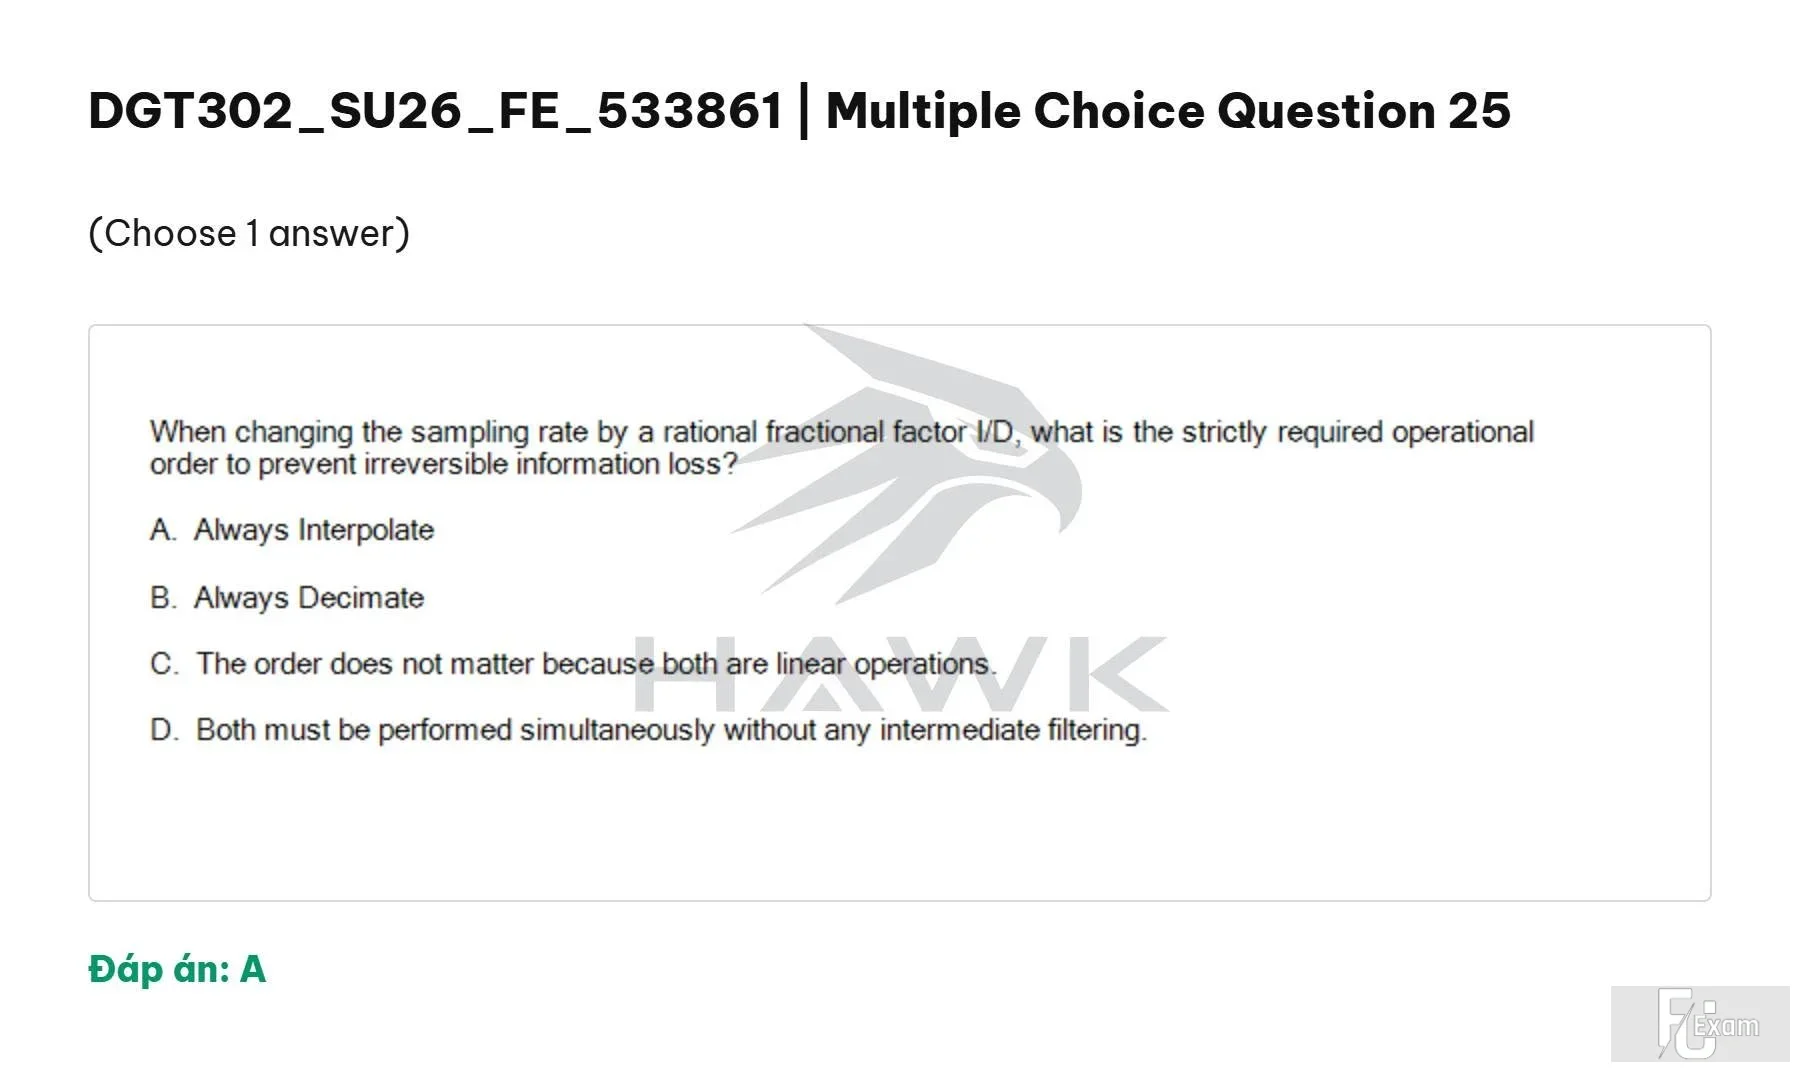 DGT302_SU26_FE_533861 | Multiple Choice Question 25
(Choose 1 answer)
When changing the sampling rate by a rational fractional factor I/D, what is the strictly required operational
order to prevent irreversible information loss?
A. Always Interpolate
B. Always Decimate
C. The order does not matter because both are linear operations.
D. Both must be performed simultaneously without any intermediate filtering.
HAWK
Đáp án: A
FU Exam